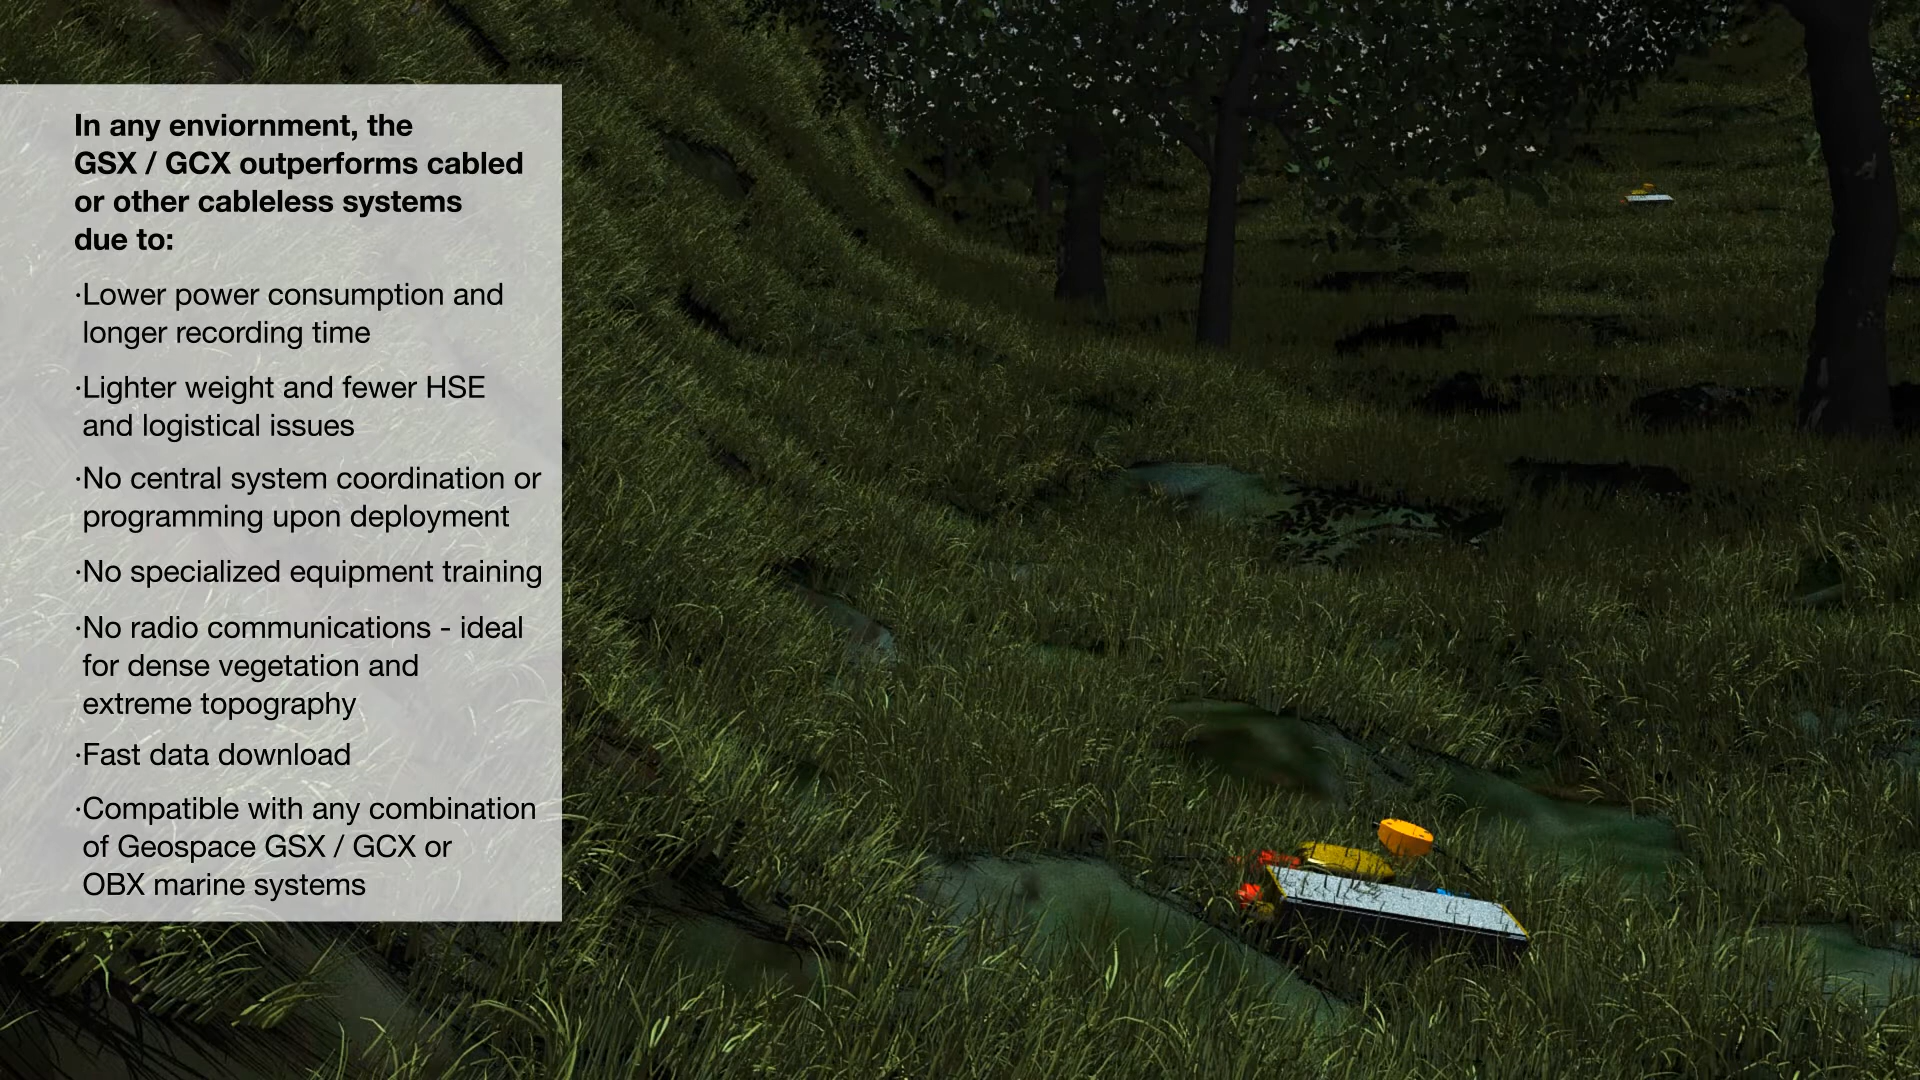 In any enviornment, the
GSX / GCX outperforms cabled
or other cableless systems
due to:
·Lower power consumption and
longer recording time
·Lighter weight and fewer HSE
and logistical issues
·No central system coordination or
programming upon deployment
·No specialized equipment training
·No radio communications - ideal
for dense vegetation and
extreme topography
·Fast data download
·Compatible with any combination
of Geospace GSX / GCX or
OBX marine systems